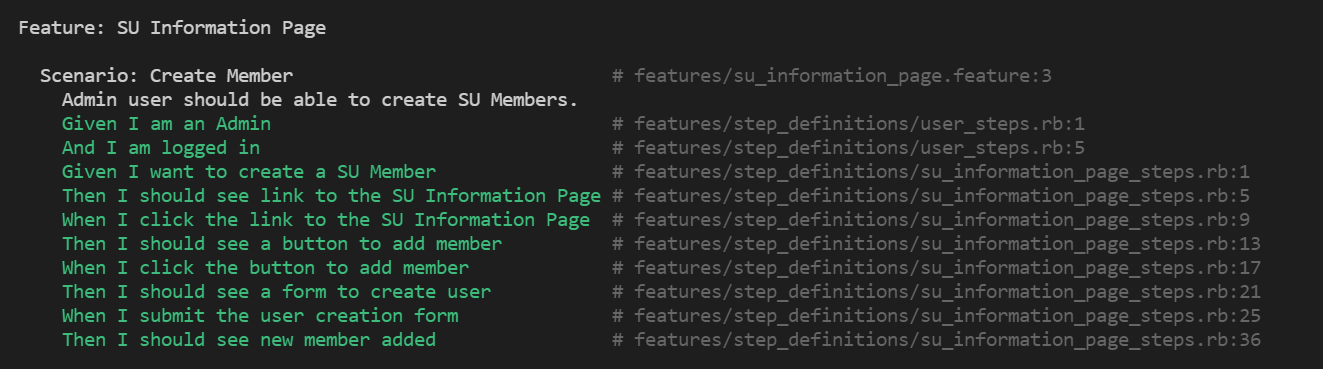 Feature: SU Information Page
Scenario: Create Member # features/su_information_page.feature:3
Admin user should be able to create SU Members.
Given I am an Admin # features/step_definitions/user_steps.rb:1
And I am logged in # features/step_definitions/user_steps.rb:5
Given I want to create a SU Member # features/step_definitions/su_information_page_steps.rb:1
Then I should see link to the SU Information Page # features/step_definitions/su_information_page_steps.rb:5
When I click the link to the SU Information Page # features/step_definitions/su_information_page_steps.rb:9
Then I should see a button to add member # features/step_definitions/su_information_page_steps.rb:13
When I click the button to add member # features/step_definitions/su_information_page_steps.rb:17
Then I should see a form to create user # features/step_definitions/su_information_page_steps.rb:21
When I submit the user creation form # features/step_definitions/su_information_page_steps.rb:25
Then I should see new member added # features/step_definitions/su_information_page_steps.rb:36